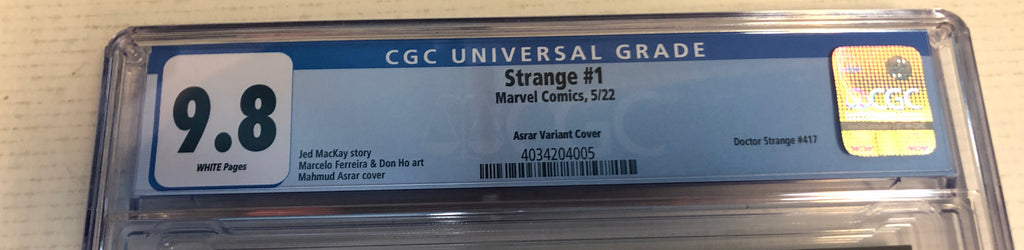 CGC UNIVERSAL GRADE
9.8
WHITE Pages
Strange #1
Marvel Comics, 5/22
Asrar Variant Cover
4034204005
Jed MacKay story
Marcelo Ferreira & Don Ho art
Mahmud Asrar cover
Doctor Strange #417
CGC